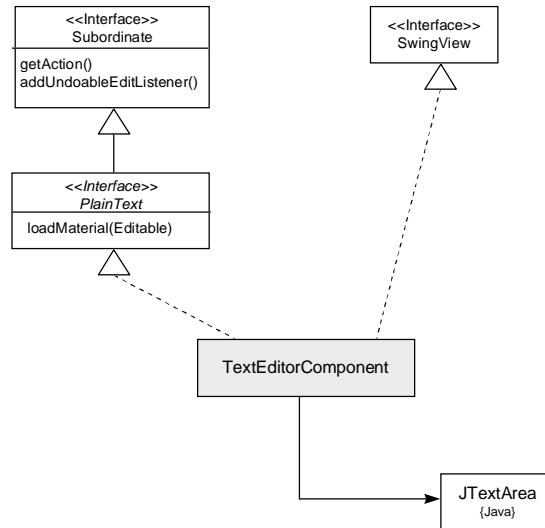 <<Interface>>
Subordinate
getAction()
addUndoableEditListener()
<<Interface>>
SwingView
<<Interface>>
PlainText
loadMaterial(Editable)
TextEditorComponent
JTextArea
{Java}